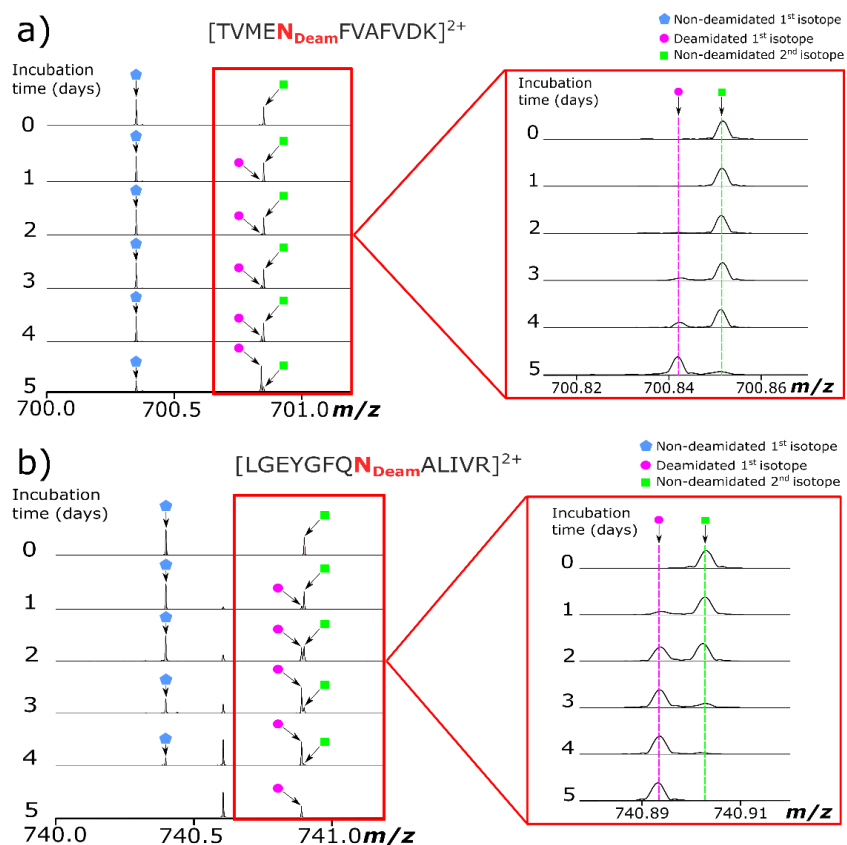 a)
[TVMEN_Deam FVAFVDK]²⁺
Non-deamidated 1st isotope
Deamidated 1st isotope
Non-deamidated 2nd isotope
Incubation
time (days)
0
1
2
3
4
5
700.0 700.5 701.0 m/z
Incubation
time (days)
0
1
2
3
4
5
700.82 700.84 700.86 m/z
b)
[LGEYGFQN_Deam ALIVR]²⁺
Non-deamidated 1st isotope
Deamidated 1st isotope
Non-deamidated 2nd isotope
Incubation
time (days)
0
1
2
3
4
5
740.0 740.5 741.0 m/z
Incubation
time (days)
0
1
2
3
4
5
740.89 740.91 m/z